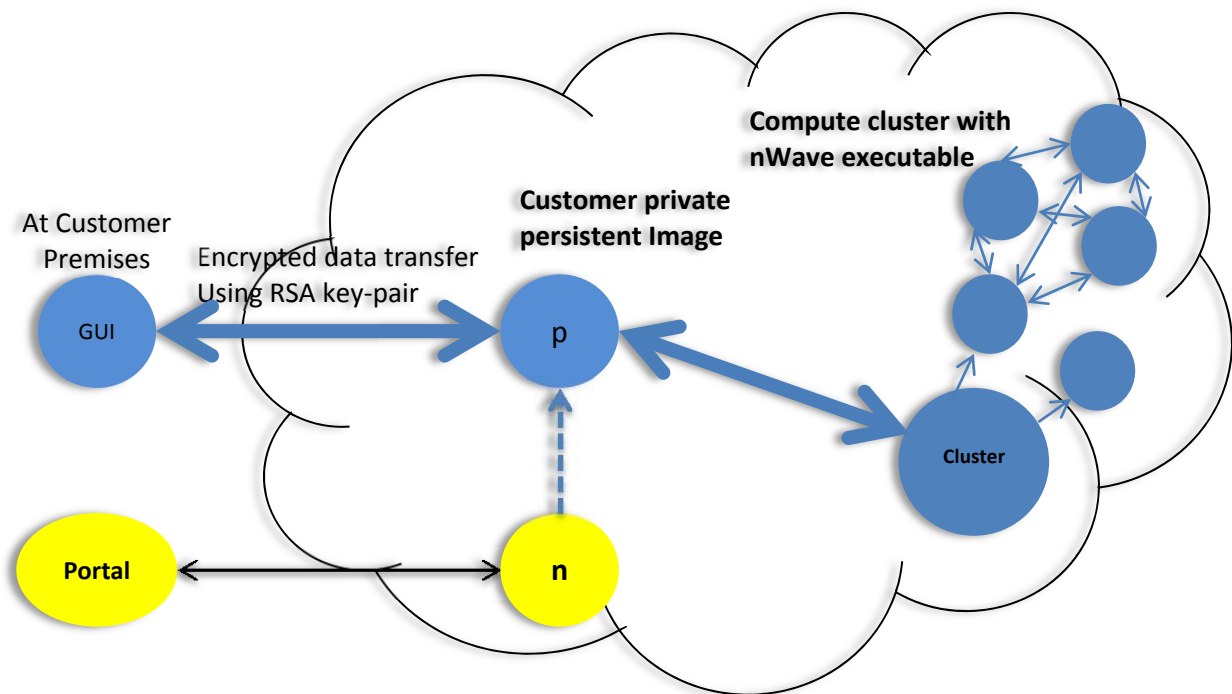 Compute cluster with
nWave executable
Customer private
persistent Image
At Customer
Premises
Encrypted data transfer
Using RSA key-pair
GUI
p
Cluster
Portal
n